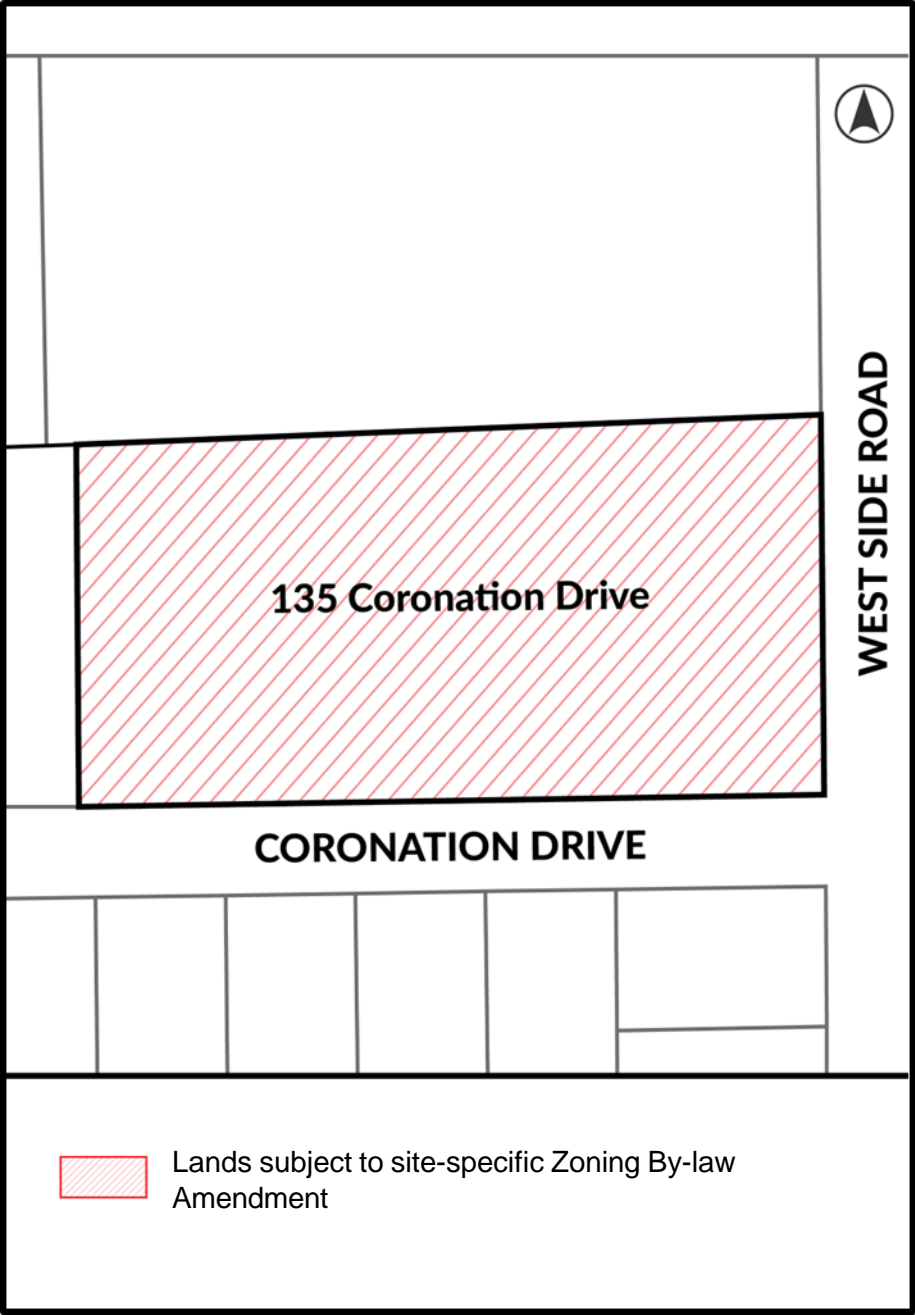 WEST SIDE ROAD
135 Coronation Drive
CORONATION DRIVE
Lands subject to site-specific Zoning By-law
Amendment